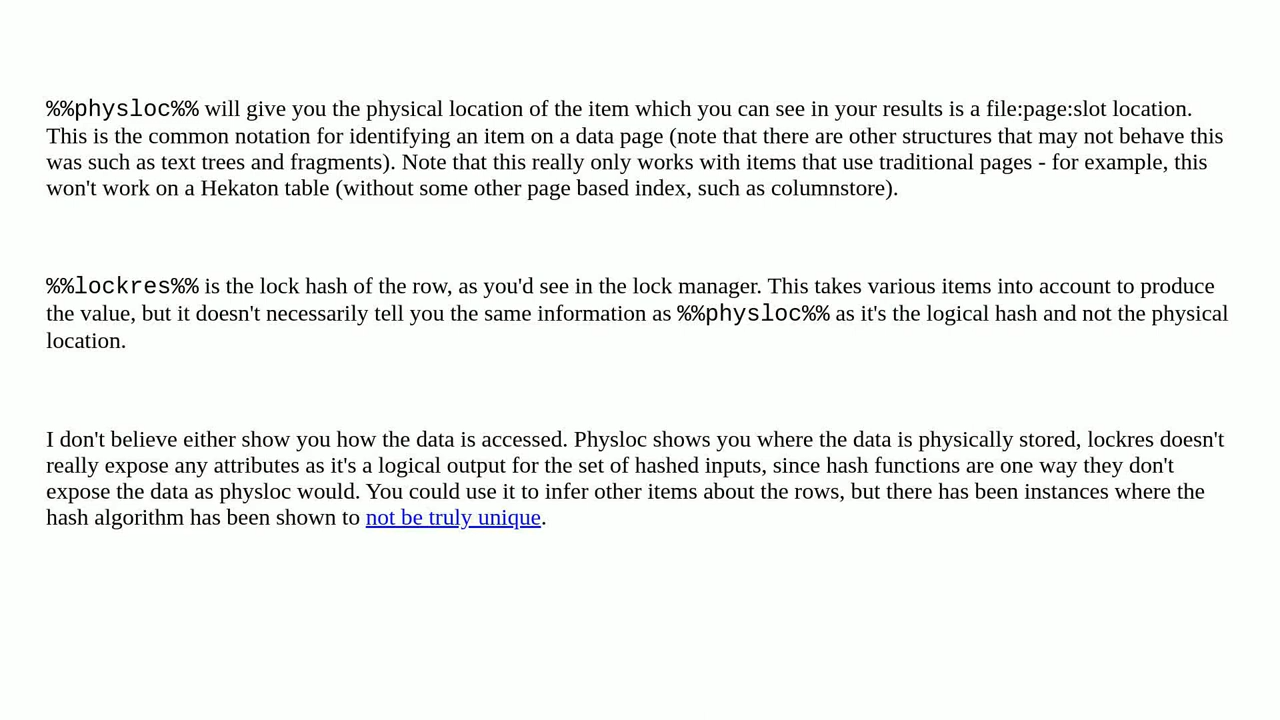 %%physloc%% will give you the physical location of the item which you can see in your results is a file:page:slot location.
This is the common notation for identifying an item on a data page (note that there are other structures that may not behave this
was such as text trees and fragments). Note that this really only works with items that use traditional pages - for example, this
won't work on a Hekaton table (without some other page based index, such as columnstore).
%%lockres%% is the lock hash of the row, as you'd see in the lock manager. This takes various items into account to produce
the value, but it doesn't necessarily tell you the same information as %%physloc%% as it's the logical hash and not the physical
location.
I don't believe either show you how the data is accessed. Physloc shows you where the data is physically stored, lockres doesn't
really expose any attributes as it's a logical output for the set of hashed inputs, since hash functions are one way they don't
expose the data as physloc would. You could use it to infer other items about the rows, but there has been instances where the
hash algorithm has been shown to not be truly unique.